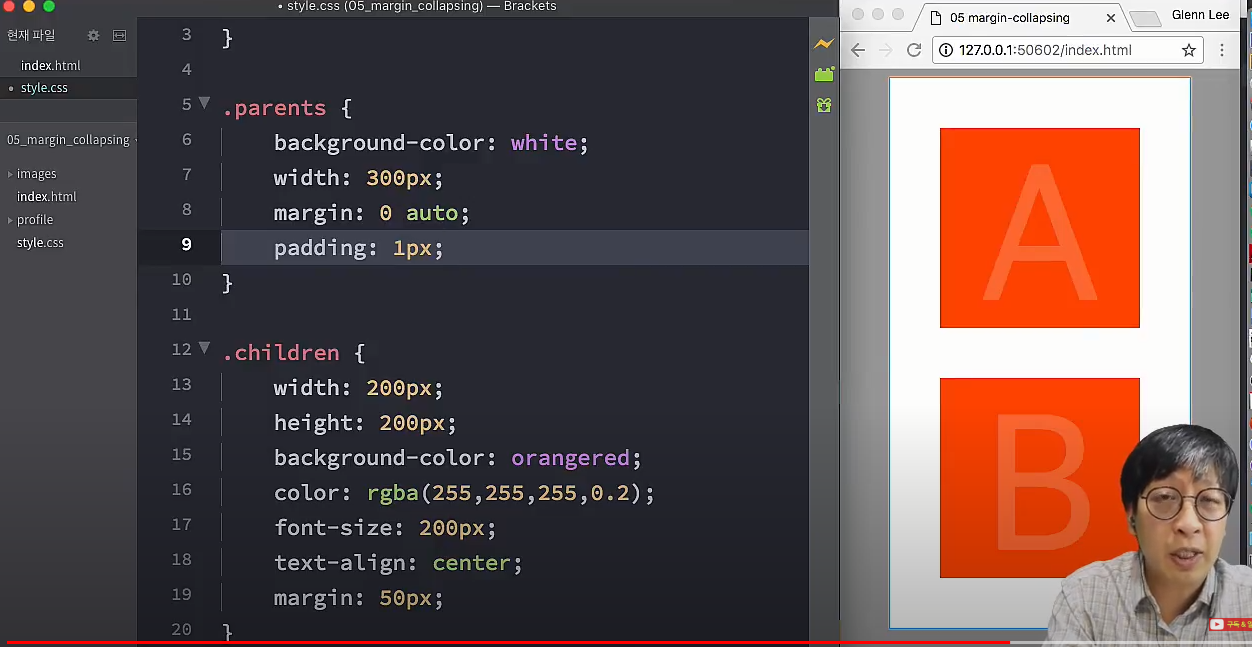 • style.css (05_margin_collapsing) — Brackets
현재 파일
index.html
• style.css
05_margin_collapsing
images
index.html
profile
style.css
3 }
4
5 .parents {
6 background-color: white;
7 width: 300px;
8 margin: 0 auto;
9 padding: 1px;
10 }
11
12 .children {
13 width: 200px;
14 height: 200px;
15 background-color: orangered;
16 color: rgba(255,255,255,0.2);
17 font-size: 200px;
18 text-align: center;
19 margin: 50px;
20 }
05 margin-collapsing
Glenn Lee
127.0.0.1:50602/index.html
A
B
구독 &